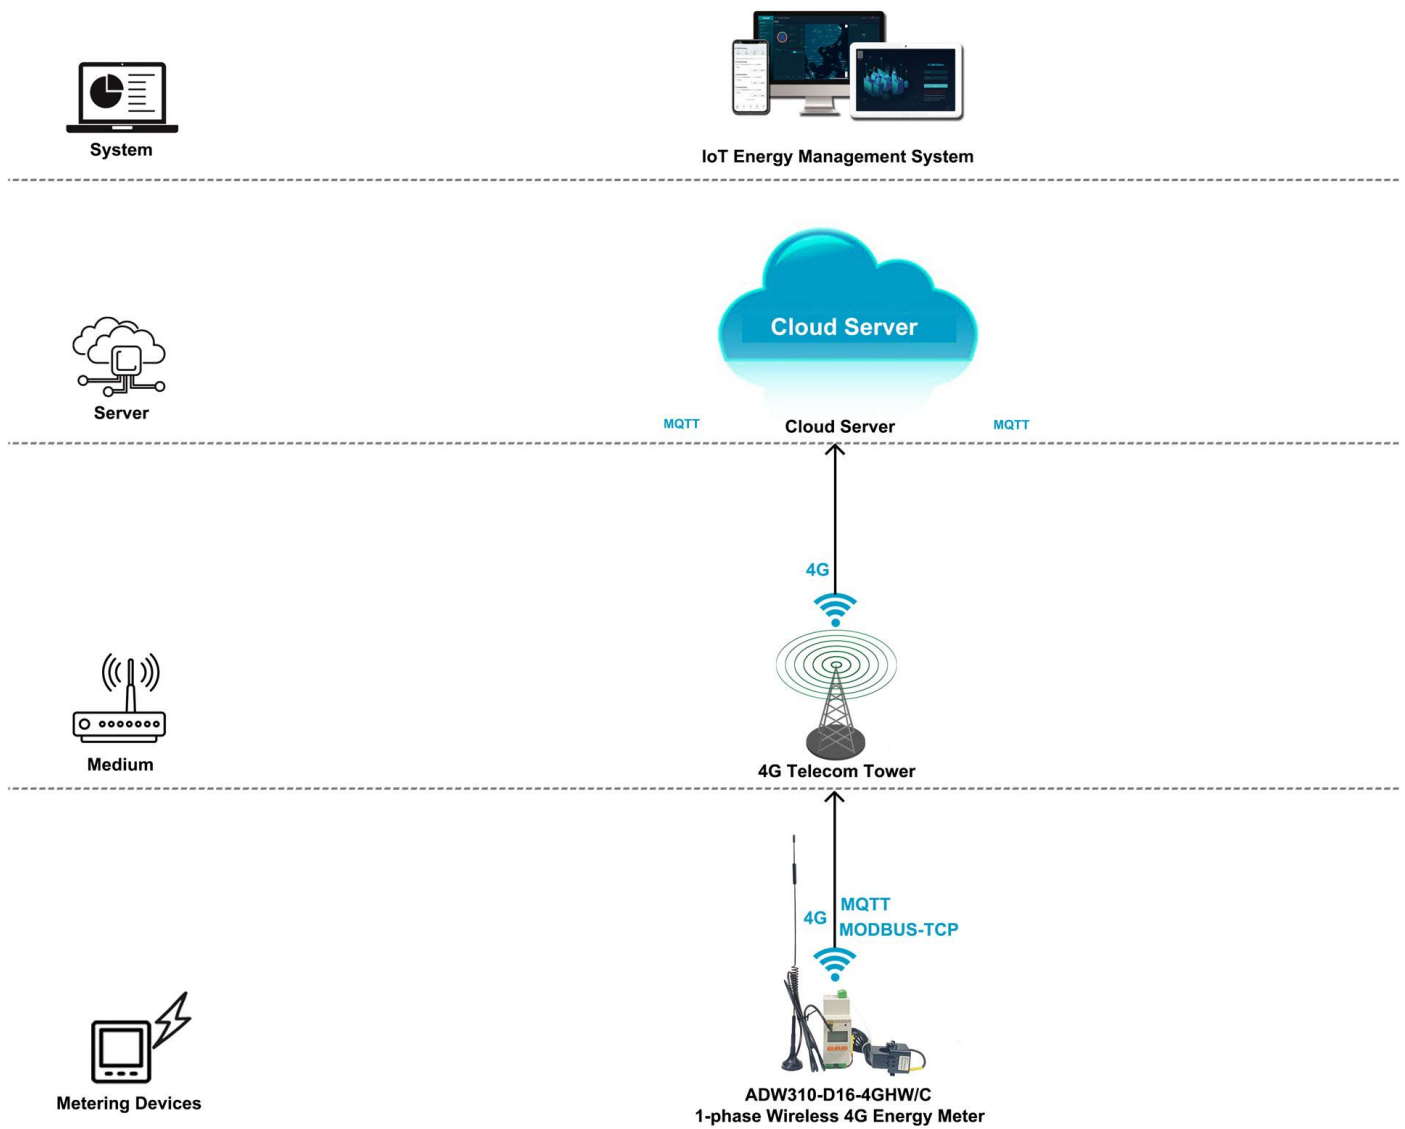 System
IoT Energy Management System
Cloud Server
Server
MQTT
Cloud Server
MQTT
4G
Medium
4G Telecom Tower
4G
MQTT
MODBUS-TCP
Metering Devices
ADW310-D16-4GHW/C
1-phase Wireless 4G Energy Meter